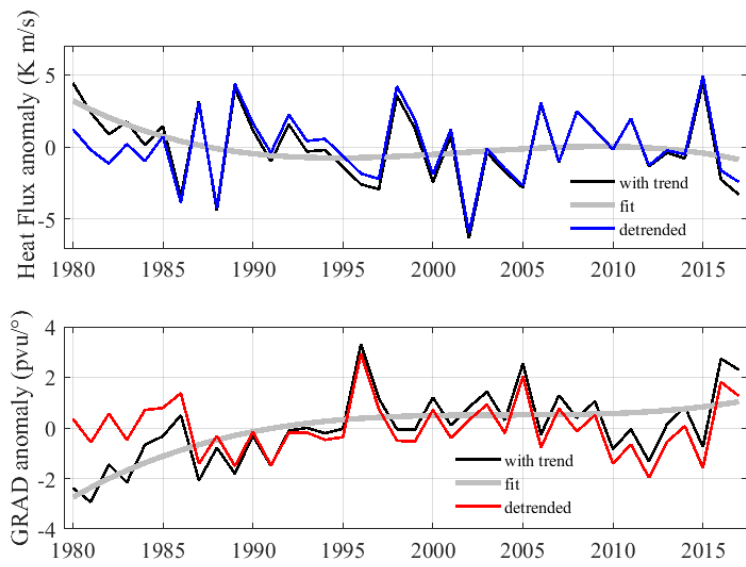 Heat Flux anomaly (K m/s)
5
0
-5
with trend
fit
detrended
1980 1985 1990 1995 2000 2005 2010 2015
GRAD anomaly (pvu/°)
4
2
0
-2
-4
with trend
fit
detrended
1980 1985 1990 1995 2000 2005 2010 2015